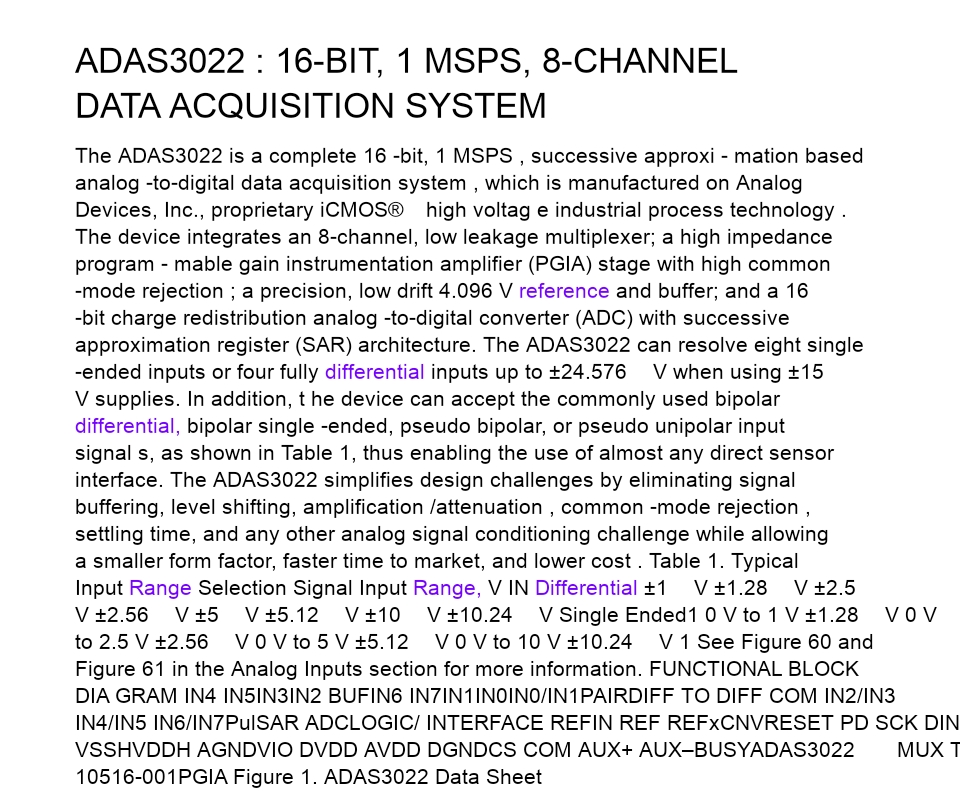 ADAS3022 : 16-BIT, 1 MSPS, 8-CHANNEL
DATA ACQUISITION SYSTEM
The ADAS3022 is a complete 16 -bit, 1 MSPS , successive approxi - mation based
analog -to-digital data acquisition system , which is manufactured on Analog
Devices, Inc., proprietary iCMOS® high voltag e industrial process technology .
The device integrates an 8-channel, low leakage multiplexer; a high impedance
program - mable gain instrumentation amplifier (PGIA) stage with high common
-mode rejection ; a precision, low drift 4.096 V reference and buffer; and a 16
-bit charge redistribution analog -to-digital converter (ADC) with successive
approximation register (SAR) architecture. The ADAS3022 can resolve eight single
-ended inputs or four fully differential inputs up to ±24.576 V when using ±15
V supplies. In addition, t he device can accept the commonly used bipolar
differential, bipolar single -ended, pseudo bipolar, or pseudo unipolar input
signal s, as shown in Table 1, thus enabling the use of almost any direct sensor
interface. The ADAS3022 simplifies design challenges by eliminating signal
buffering, level shifting, amplification /attenuation , common -mode rejection ,
settling time, and any other analog signal conditioning challenge while allowing
a smaller form factor, faster time to market, and lower cost . Table 1. Typical
Input Range Selection Signal Input Range, V IN Differential ±1 V ±1.28 V ±2.5
V ±2.56 V ±5 V ±5.12 V ±10 V ±10.24 V Single Ended1 0 V to 1 V ±1.28 V 0 V
to 2.5 V ±2.56 V 0 V to 5 V ±5.12 V 0 V to 10 V ±10.24 V 1 See Figure 60 and
Figure 61 in the Analog Inputs section for more information. FUNCTIONAL BLOCK
DIA GRAM IN4 IN5IN3IN2 BUFIN6 IN7IN1IN0IN0/IN1PAIRDIFF TO DIFF COM IN2/IN3
IN4/IN5 IN6/IN7PulSAR ADCLOGIC/ INTERFACE REFIN REF REFxCNVRESET PD SCK DIN
VSSHVDDH AGNDVIO DVDD AVDD DGNDCS COM AUX+ AUX–BUSYADAS3022 MUX T
10516-001PGIA Figure 1. ADAS3022 Data Sheet